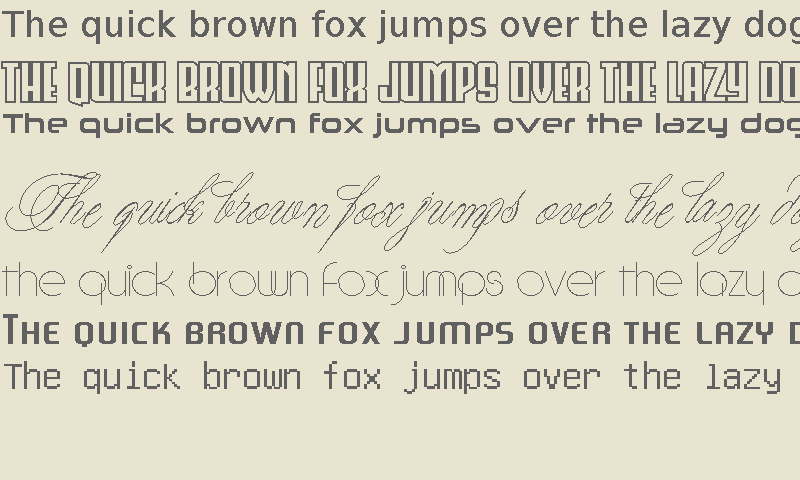 The quick brown fox jumps over the lazy dog
THE QUICK BROWN FOX JUMPS OVER THE LAZY DO
The quick brown fox jumps over the lazy dog
The quick brown fox jumps over the lazy do
the quick brown fox jumps over the lazy d
THE QUICK BROWN FOX JUMPS OVER THE LAZY D
The quick brown fox jumps over the lazy